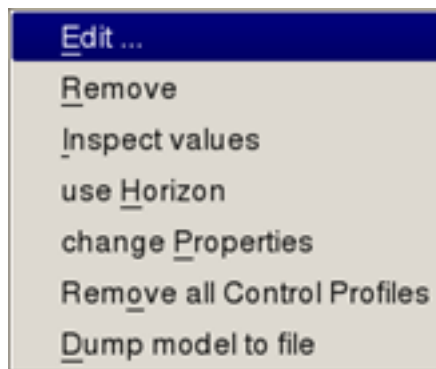 Edit ...
Remove
Inspect values
use Horizon
change Properties
Remove all Control Profiles
Dump model to file